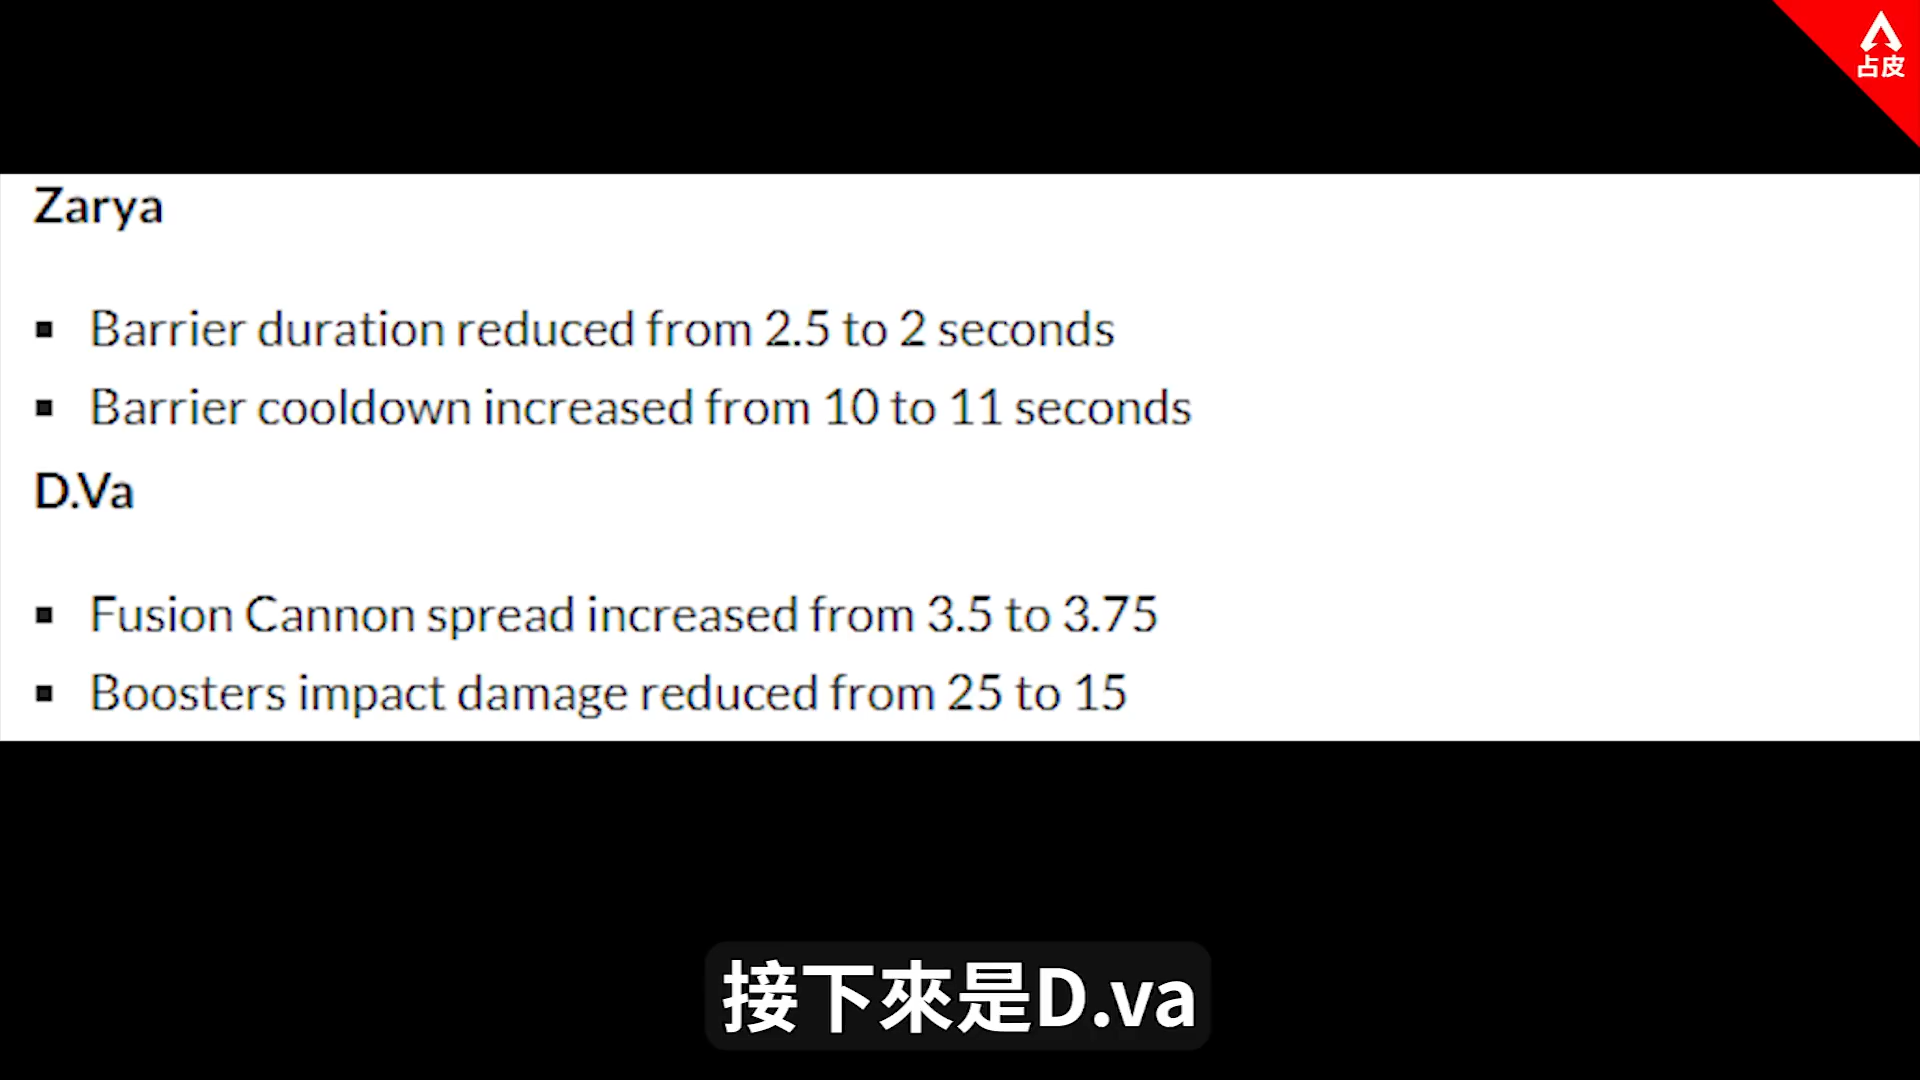 占皮
Zarya
▪ Barrier duration reduced from 2.5 to 2 seconds
▪ Barrier cooldown increased from 10 to 11 seconds
D.Va
▪ Fusion Cannon spread increased from 3.5 to 3.75
▪ Boosters impact damage reduced from 25 to 15
接下來是D.va